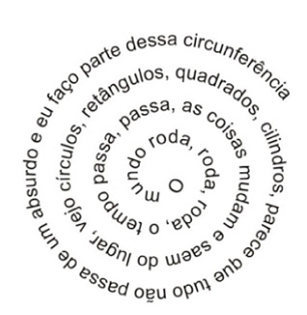 O mundo roda, roda, roda, o tempo passa, passa, as coisas mudam e saem do lugar, vejo círculos, retângulos, quadrados, cilindros, parece que tudo não passa de um absurdo e eu faço parte dessa circunferência